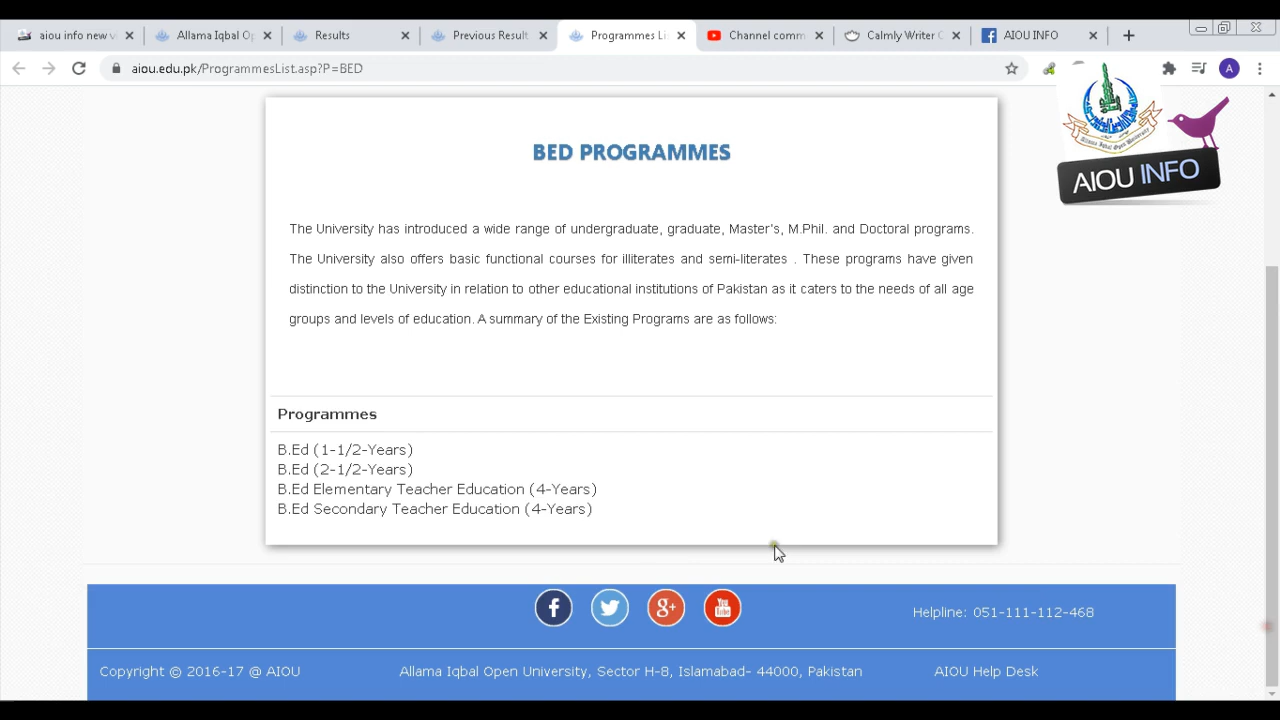 aiou info new v
Allama Iqbal Op
Results
Previous Result
Programmes Lis
Channel comm
Calmly Writer O
AIOU INFO
aiou.edu.pk/ProgrammesList.asp?P=BED
A
Allama Iqbal Open University
AIOU INFO
BED PROGRAMMES
The University has introduced a wide range of undergraduate, graduate, Master's, M.Phil. and Doctoral programs.
The University also offers basic functional courses for illiterates and semi-literates . These programs have given
distinction to the University in relation to other educational institutions of Pakistan as it caters to the needs of all age
groups and levels of education. A summary of the Existing Programs are as follows:
Programmes
B.Ed (1-1/2-Years)
B.Ed (2-1/2-Years)
B.Ed Elementary Teacher Education (4-Years)
B.Ed Secondary Teacher Education (4-Years)
f
g+
You Tube
Helpline: 051-111-112-468
Copyright © 2016-17 @ AIOU
Allama Iqbal Open University, Sector H-8, Islamabad- 44000, Pakistan
AIOU Help Desk